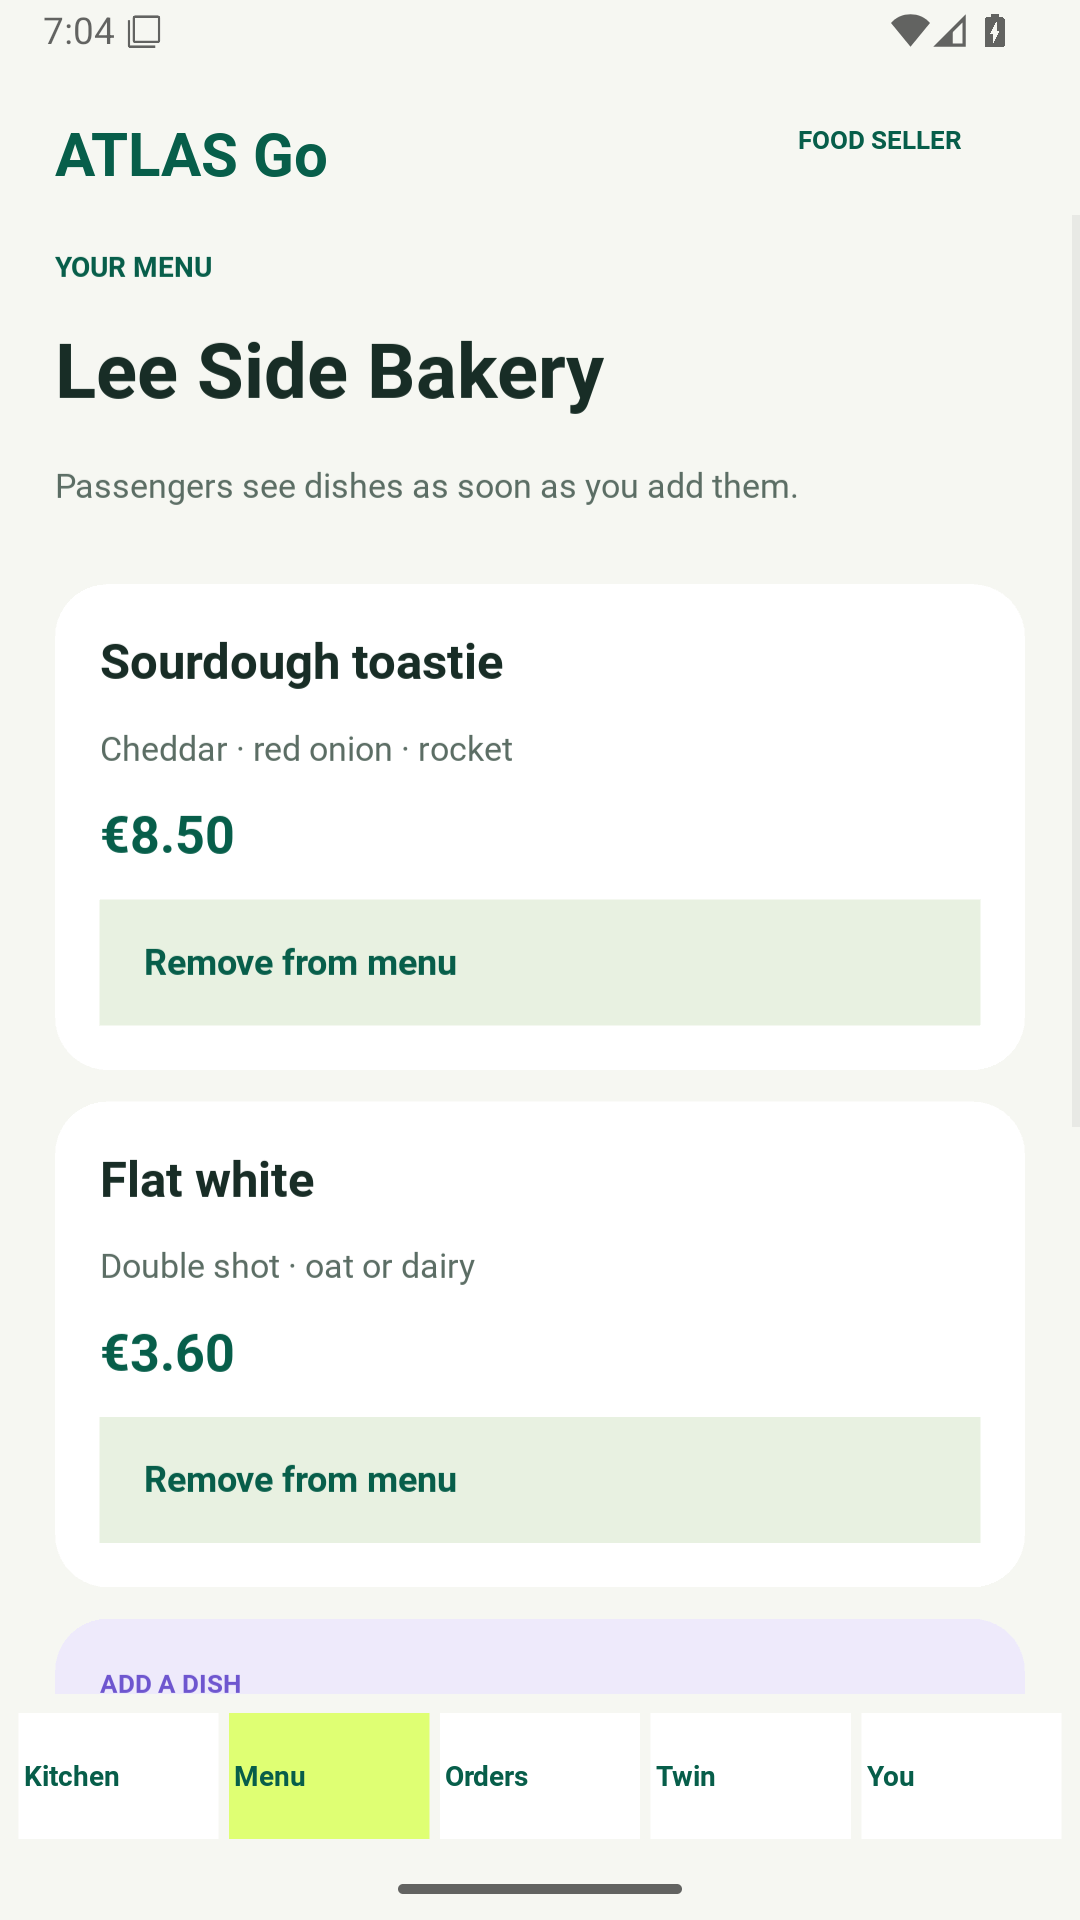 7:04
ATLAS Go
FOOD SELLER
YOUR MENU
Lee Side Bakery
Passengers see dishes as soon as you add them.
Sourdough toastie
Cheddar · red onion · rocket
€8.50
Remove from menu
Flat white
Double shot · oat or dairy
€3.60
Remove from menu
ADD A DISH
Kitchen
Menu
Orders
Twin
You